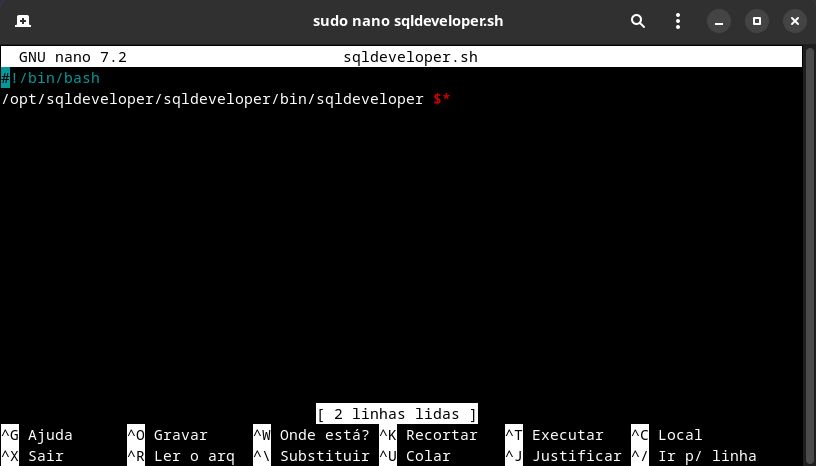 sudo nano sqldeveloper.sh
GNU nano 7.2 sqldeveloper.sh
#!/bin/bash
/opt/sqldeveloper/sqldeveloper/bin/sqldeveloper $*
[ 2 linhas lidas ]
^G Ajuda ^O Gravar ^W Onde está? ^K Recortar ^T Executar ^C Local
^X Sair ^R Ler o arq ^\ Substituir ^U Colar ^J Justificar ^/ Ir p/ linha